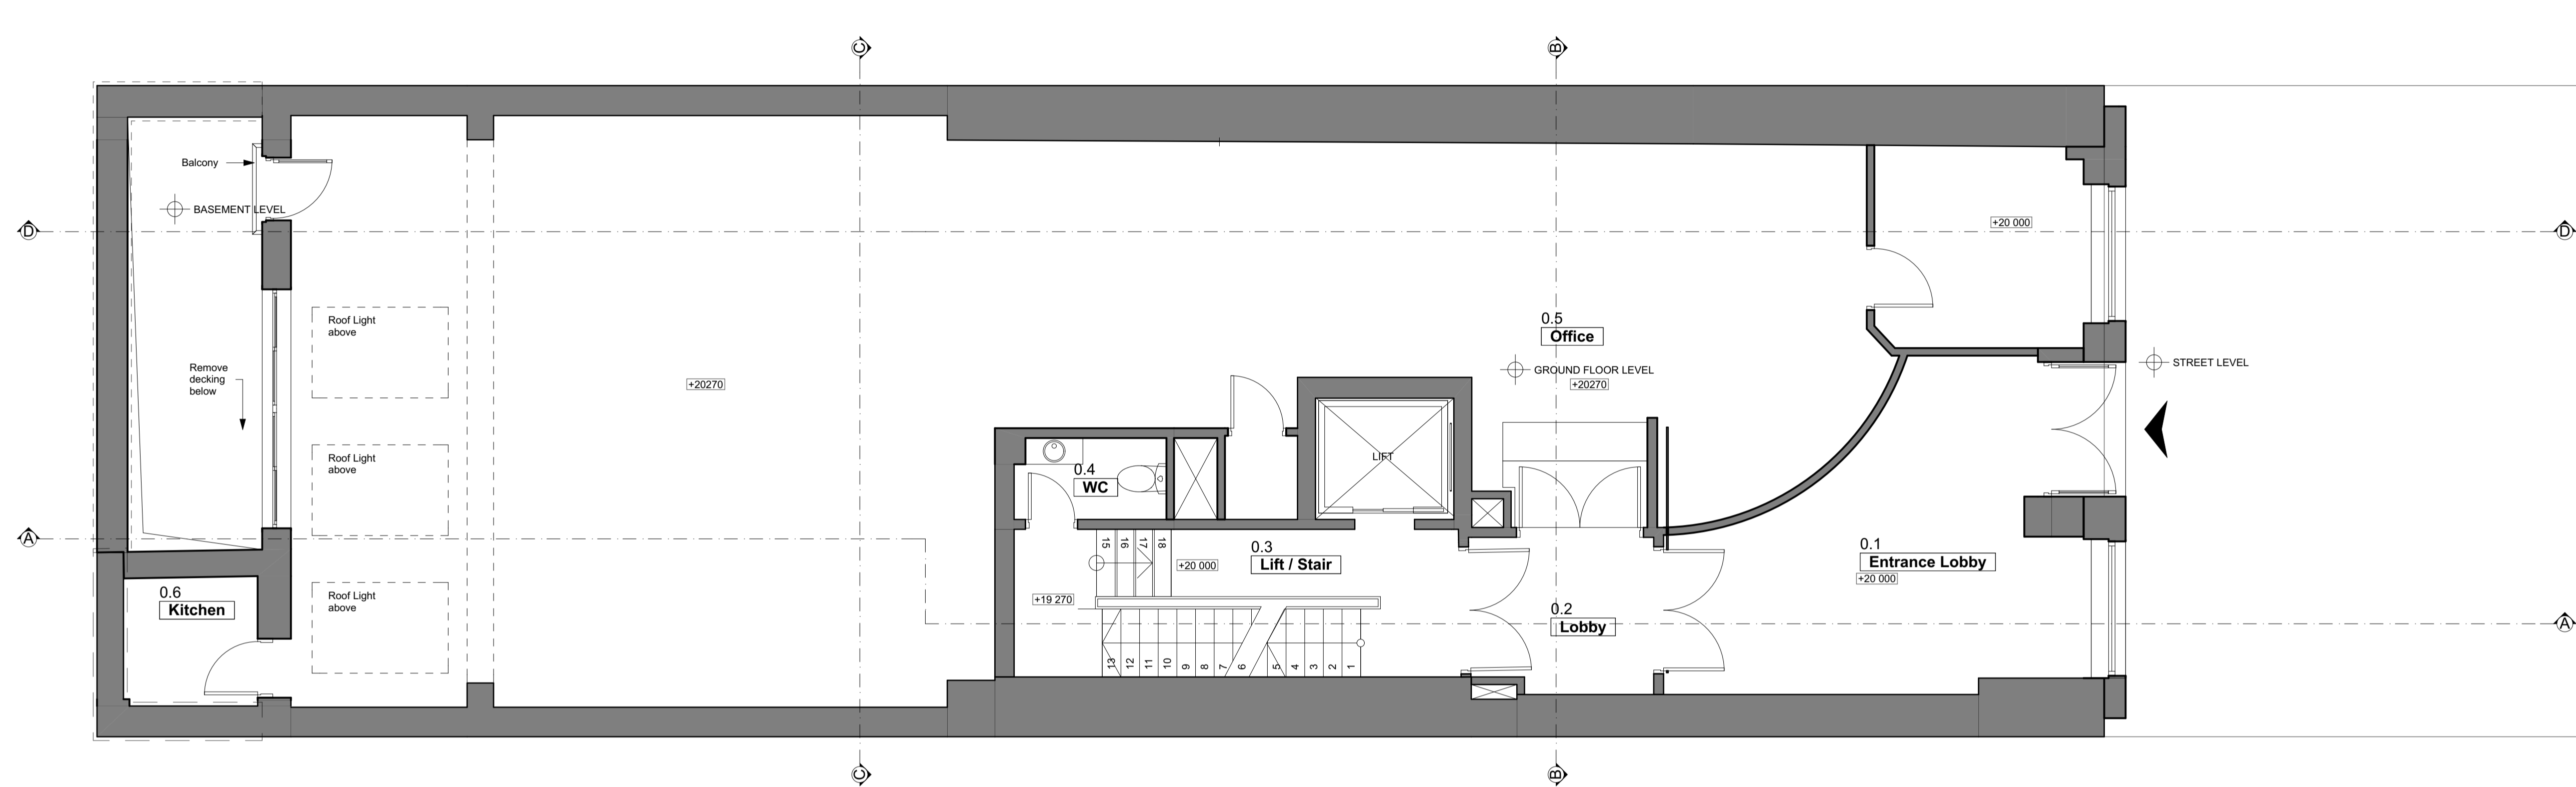 C
B
Balcony
BASEMENT LEVEL
D
D
+20 000
Roof Light
above
0.5
Office
GROUND FLOOR LEVEL
+20270
STREET LEVEL
Remove
decking
below
+20270
Roof Light
above
LIFT
0.4
WC
A
15
16
17
18
0.3
Lift / Stair
+20 000
0.1
Entrance Lobby
+20 000
0.6
Kitchen
Roof Light
above
+19 270
0.2
Lobby
A
13
12
11
10
9
8
7
6
5
4
3
2
1
C
B